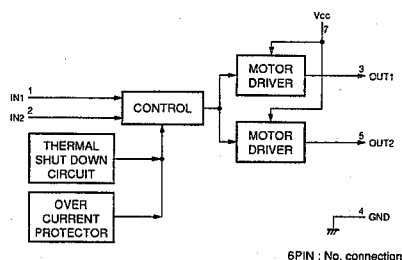 Vcc
7
MOTOR
DRIVER
3
OUT1
IN1
1
IN2
2
CONTROL
MOTOR
DRIVER
5
OUT2
THERMAL
SHUT DOWN
CIRCUIT
OVER
CURRENT
PROTECTOR
4
GND
6PIN : No. connection